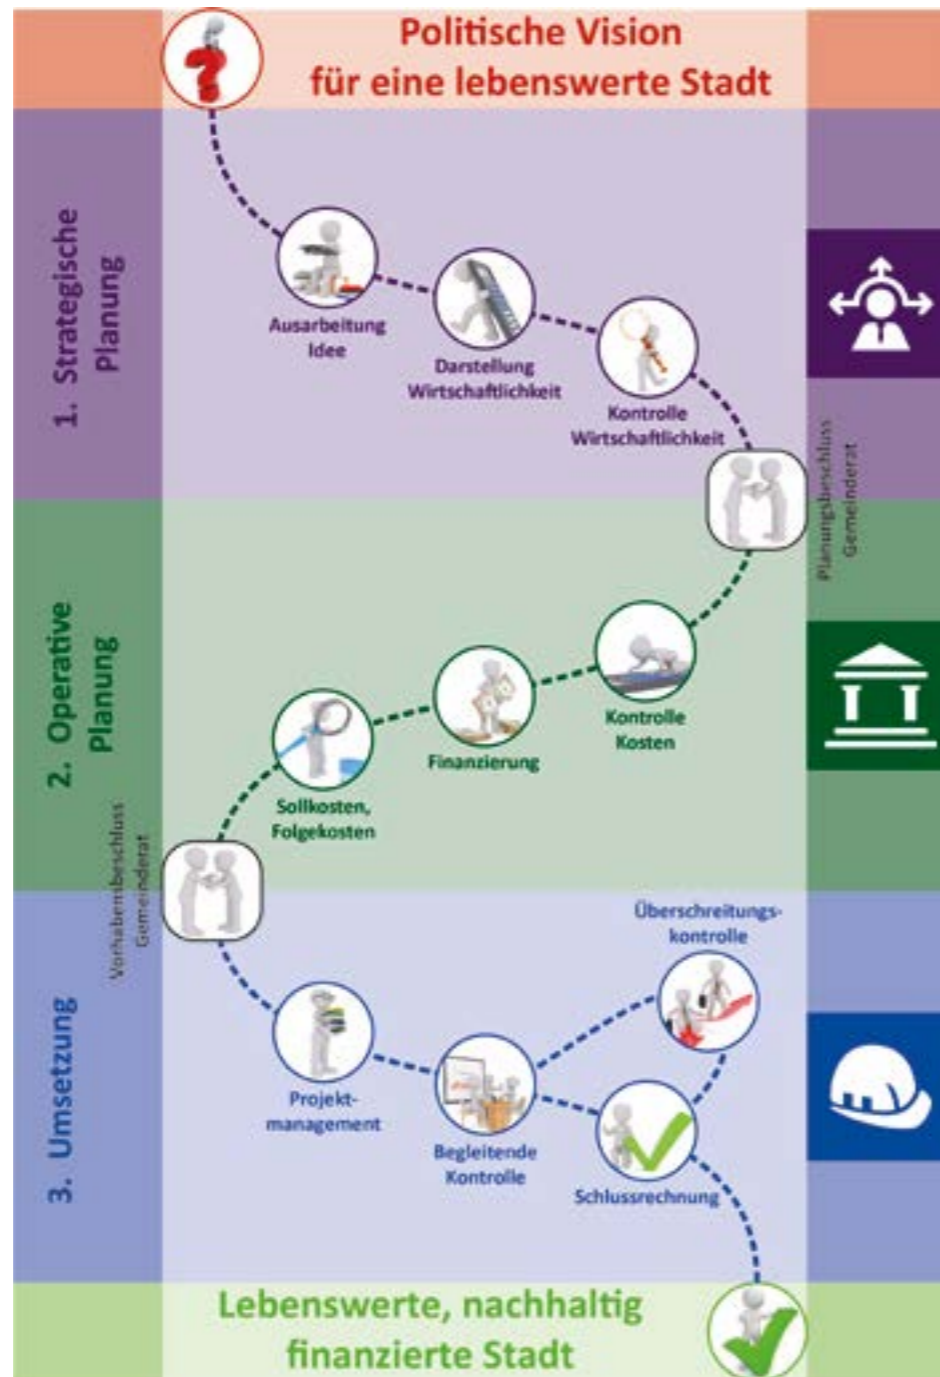 Politische Vision
für eine lebenswerte Stadt
1. Strategische
Planung
Ausarbeitung
Idee
Darstellung
Wirtschaftlichkeit
Kontrolle
Wirtschaftlichkeit
Planungsbeschluss
Gemeinderat
2. Operative
Planung
Kontrolle
Kosten
Finanzierung
Sollkosten,
Folgekosten
Vorhabensbeschluss
Gemeinderat
3. Umsetzung
Projekt-
management
Begleitende
Kontrolle
Überschreitungs-
kontrolle
Schlussrechnung
Lebenswerte, nachhaltig
finanzierte Stadt